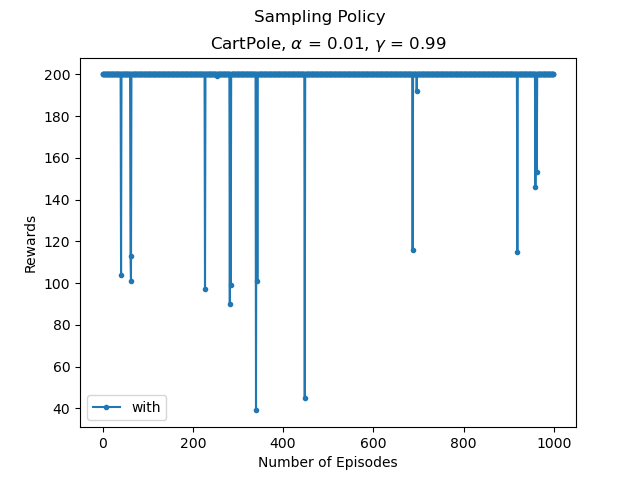 Sampling Policy
CartPole, α = 0.01, γ = 0.99
200
180
160
140
120
100
80
60
40
Rewards
with
0 200 400 600 800 1000
Number of Episodes